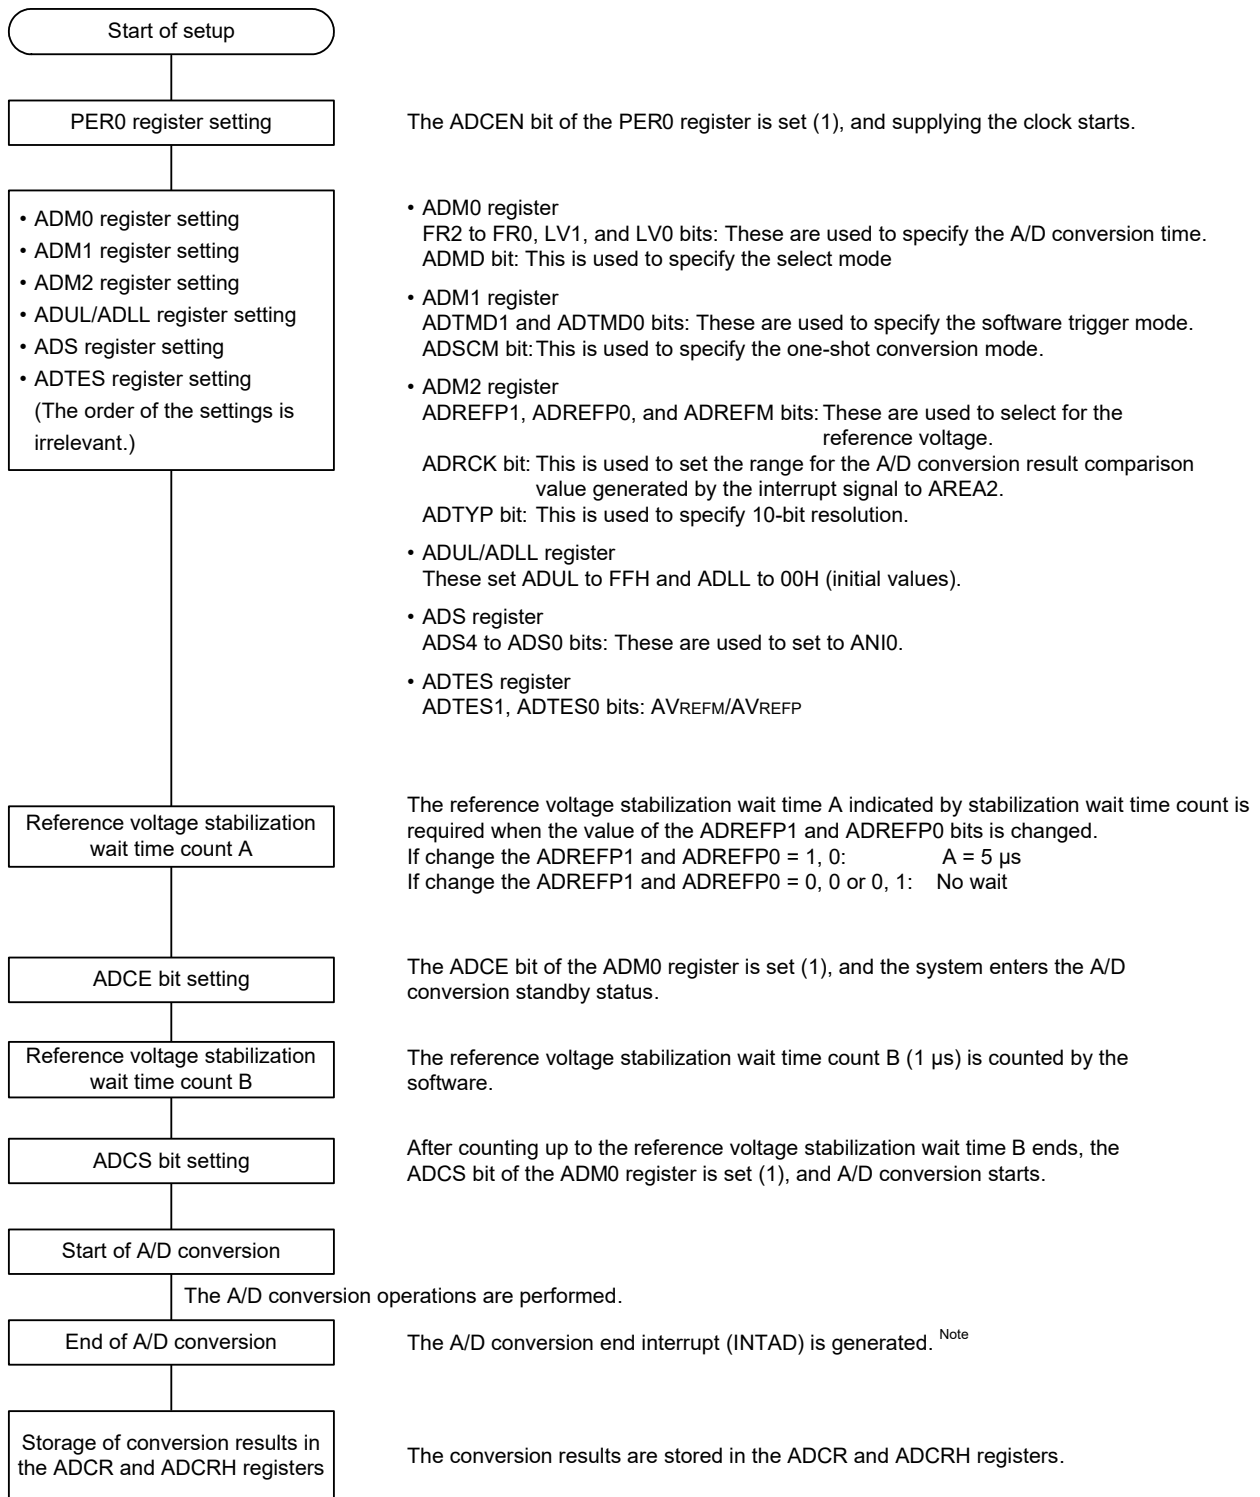 Start of setup
PER0 register setting
The ADCEN bit of the PER0 register is set (1), and supplying the clock starts.
• ADM0 register setting
• ADM1 register setting
• ADM2 register setting
• ADUL/ADLL register setting
• ADS register setting
• ADTES register setting
(The order of the settings is
irrelevant.)
• ADM0 register
FR2 to FR0, LV1, and LV0 bits: These are used to specify the A/D conversion time.
ADMD bit: This is used to specify the select mode
• ADM1 register
ADTMD1 and ADTMD0 bits: These are used to specify the software trigger mode.
ADSCM bit: This is used to specify the one-shot conversion mode.
• ADM2 register
ADREFP1, ADREFP0, and ADREFM bits: These are used to select for the
reference voltage.
ADRCK bit: This is used to set the range for the A/D conversion result comparison
value generated by the interrupt signal to AREA2.
ADTYP bit: This is used to specify 10-bit resolution.
• ADUL/ADLL register
These set ADUL to FFH and ADLL to 00H (initial values).
• ADS register
ADS4 to ADS0 bits: These are used to set to ANI0.
• ADTES register
ADTES1, ADTES0 bits: AVREFM/AVREFP
Reference voltage stabilization
wait time count A
The reference voltage stabilization wait time A indicated by stabilization wait time count is
required when the value of the ADREFP1 and ADREFP0 bits is changed.
If change the ADREFP1 and ADREFP0 = 1, 0: A = 5 µs
If change the ADREFP1 and ADREFP0 = 0, 0 or 0, 1: No wait
ADCE bit setting
The ADCE bit of the ADM0 register is set (1), and the system enters the A/D
conversion standby status.
Reference voltage stabilization
wait time count B
The reference voltage stabilization wait time count B (1 µs) is counted by the
software.
ADCS bit setting
After counting up to the reference voltage stabilization wait time B ends, the
ADCS bit of the ADM0 register is set (1), and A/D conversion starts.
Start of A/D conversion
The A/D conversion operations are performed.
End of A/D conversion
The A/D conversion end interrupt (INTAD) is generated. Note
Storage of conversion results in
the ADCR and ADCRH registers
The conversion results are stored in the ADCR and ADCRH registers.